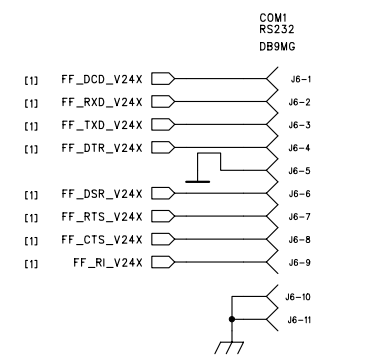 COM1
RS232
DB9MG
[1] FF_DCD_V24X J6-1
[1] FF_RXD_V24X J6-2
[1] FF_TXD_V24X J6-3
[1] FF_DTR_V24X J6-4
J6-5
[1] FF_DSR_V24X J6-6
[1] FF_RTS_V24X J6-7
[1] FF_CTS_V24X J6-8
[1] FF_RI_V24X J6-9
J6-10
J6-11